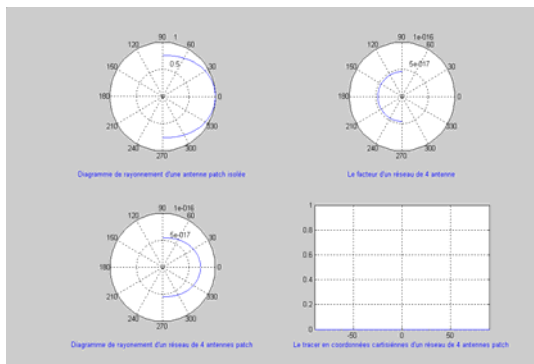 90 1
120 60
0.5
150 30
180 0
210 330
240 300
270
Diagramme de rayonnement d'une antenne patch isolée
90 1e-016
120 60
5e-017
150 30
180 0
210 330
240 300
270
Le facteur d'un réseau de 4 antenne
90 1e-016
120 60
5e-017
150 30
180 0
210 330
240 300
270
Diagramme de rayonement d'un réseau de 4 antennes patch
1
0.8
0.6
0.4
0.2
0
-50 0 50
Le tracer en coordonnées cartisiènnes d'un réseau de 4 antennes patch